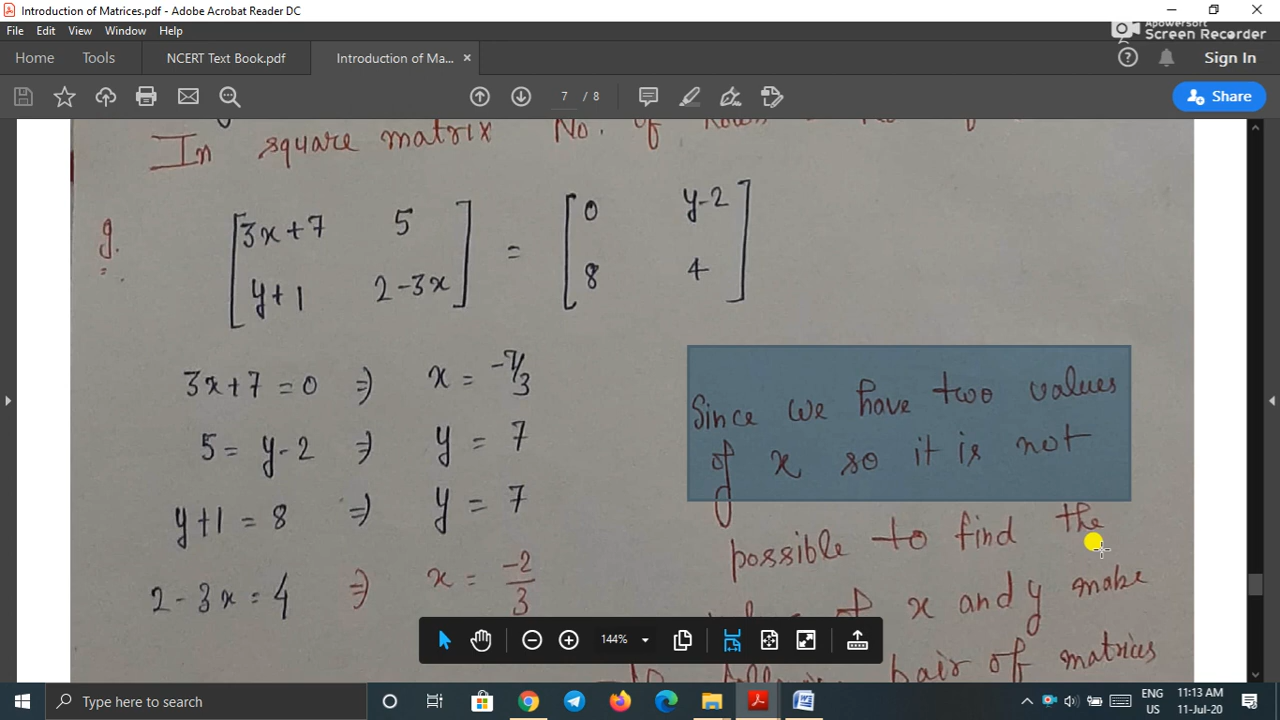 Introduction of Matrices.pdf - Adobe Acrobat Reader DC
File Edit View Window Help
Apowersoft
Screen Recorder
Home Tools NCERT Text Book.pdf Introduction of Ma... × Sign In
7 / 8 Share
In square matrix No. of
g.
[3x+7 5] = [0 y-2]
[y+1 2-3x] [8 4]
3x+7 = 0 ⇒ x = -7/3
5 = y-2 ⇒ y = 7
y+1 = 8 ⇒ y = 7
2-3x = 4 ⇒ x = -2/3
Since we have two values
of x so it is not
possible to find the
of x and y make
pair of matrices
144%
Type here to search
ENG
US
11:13 AM
11-Jul-20